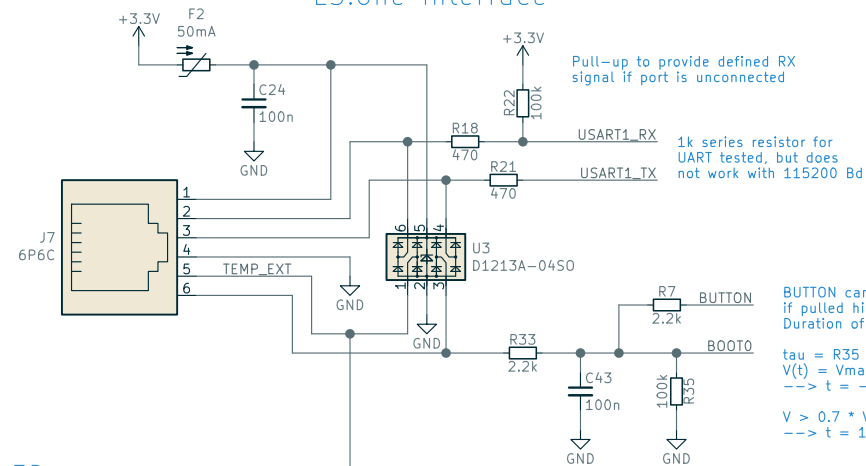 +3.3V
F2
50mA
+3.3V
Pull-up to provide defined RX
signal if port is unconnected
C24
100n
R22
100k
GND
R18
470
USART1_RX
1k series resistor for
UART tested, but does
not work with 115200 Bd
R21
470
USART1_TX
J7
6P6C
1
2
3
4
5
6
TEMP_EXT
GND
6
5
4
U3
D1213A-04SO
1
2
3
GND
R7
2.2k
BUTTON
BUTTON
if pulled
Duration of
R33
2.2k
BOOT0
tau = R35
V(t) =
--> t = -
C43
100n
100k
R35
V > 0.7 *
--> t = 1
GND
GND